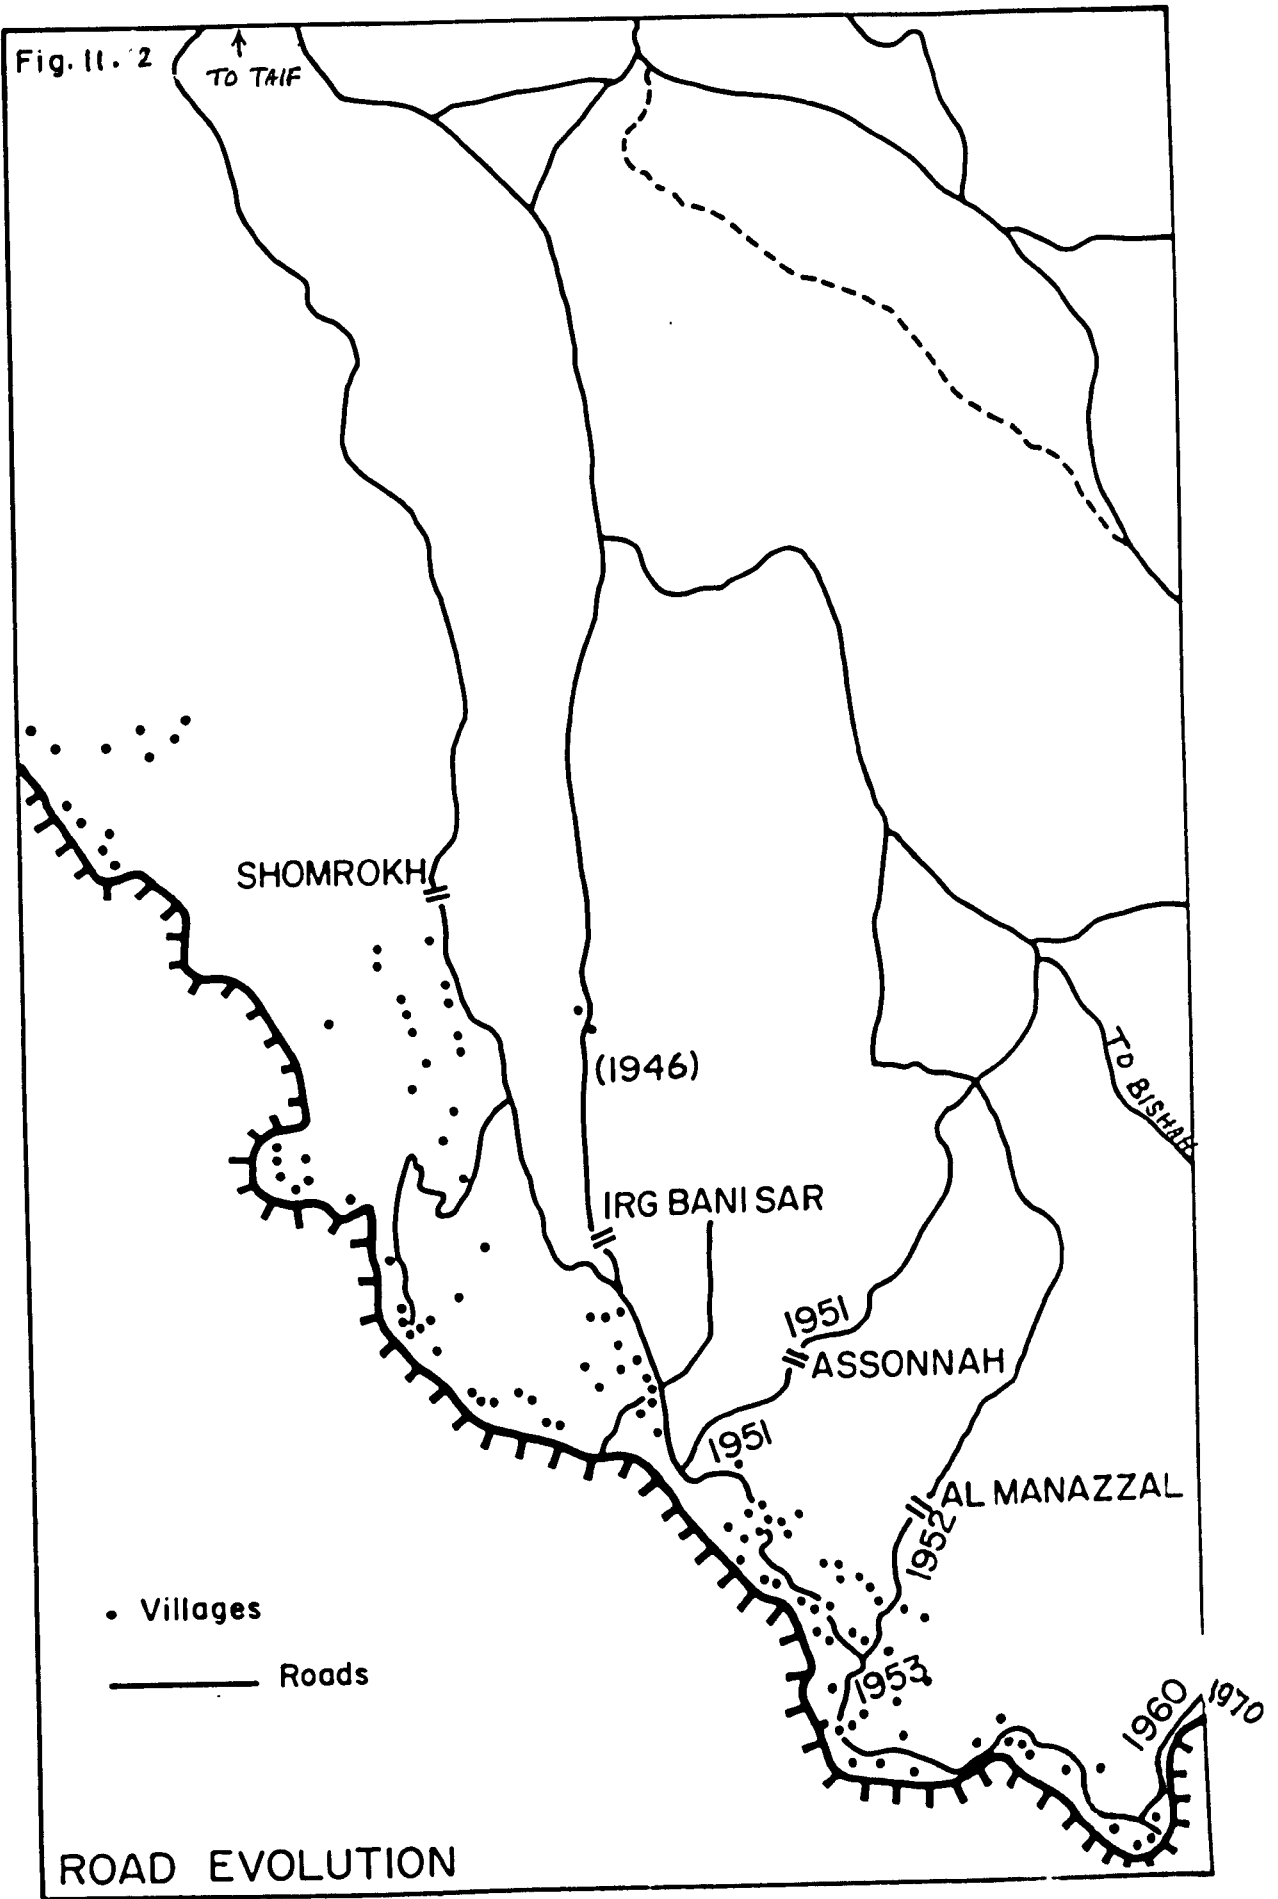 Fig. 11. 2
TO TAIF
SHOMROKH
(1946)
TO BISHAH
IRG BANI SAR
1951
ASSONNAH
1951
AL MANAZZAL
1952
Villages
Roads
1953
1960
1970
ROAD EVOLUTION